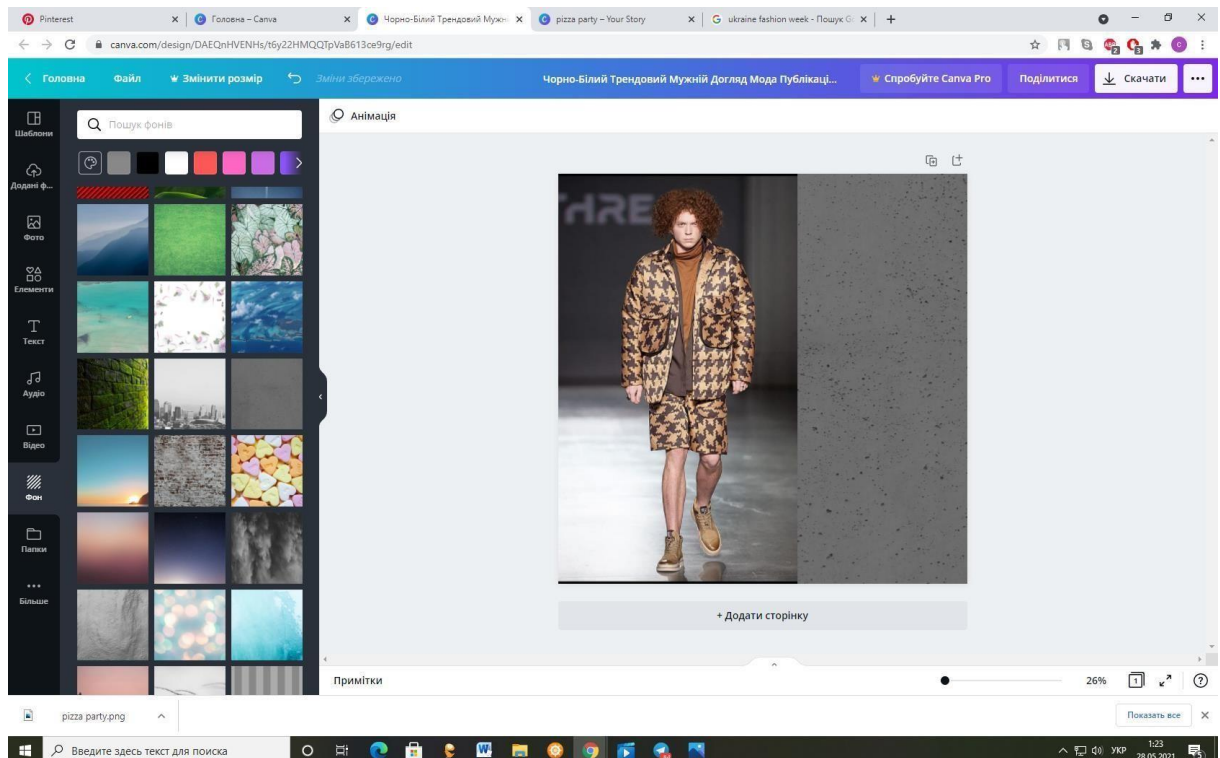 Pinterest
Головна – Canva
Чорно-Білий Трендовий Мужн
pizza party – Your Story
ukraine fashion week - Пошук G
canva.com/design/DAEQnHVENHs/t6y22HMQQTpVaB613ce9rg/edit
Головна
Файл
Змінити розмір
Зміни збережено
Чорно-Білий Трендовий Мужній Догляд Мода Публікаці...
Спробуйте Canva Pro
Поділитися
Скачати
Шаблони
Додані ф...
Фото
Елементи
Текст
Аудіо
Відео
Фон
Папки
Більше
Пошук фонів
Анімація
+ Додати сторінку
Примітки
26%
1
pizza party.png
Показать все
Введите здесь текст для поиска
УКР
1:23
28.05.2021